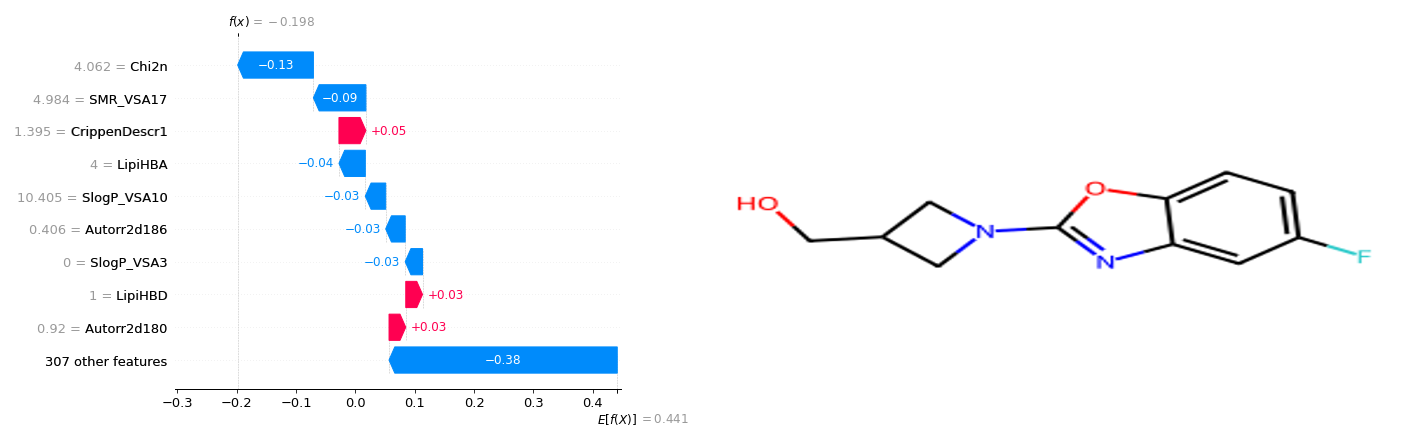 f(x) = −0.198
4.062 = Chi2n
−0.13
4.984 = SMR_VSA17
−0.09
1.395 = CrippenDescr1
+0.05
4 = LipiHBA
−0.04
10.405 = SlogP_VSA10
−0.03
0.406 = Autorr2d186
−0.03
0 = SlogP_VSA3
−0.03
1 = LipiHBD
+0.03
0.92 = Autorr2d180
+0.03
307 other features
−0.38
−0.3 −0.2 −0.1 0.0 0.1 0.2 0.3 0.4
E[f(X)] = 0.441
HO
O
N
N
F